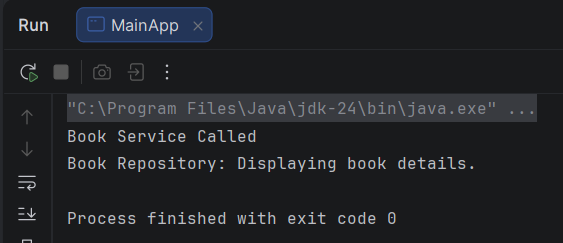 Run
MainApp
"C:\Program Files\Java\jdk-24\bin\java.exe" ...
Book Service Called
Book Repository: Displaying book details.
Process finished with exit code 0